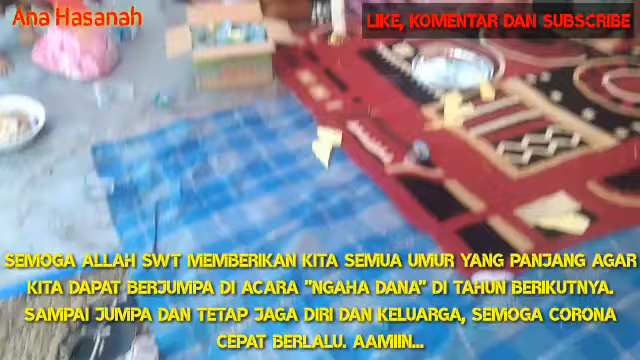 Ana Hasanah
LIKE, KOMENTAR DAN SUBSCRIBE
SEMOGA ALLAH SWT MEMBERIKAN KITA SEMUA UMUR YANG PANJANG AGAR
KITA DAPAT BERJUMPA DI ACARA "NGAHA DANA" DI TAHUN BERIKUTNYA.
SAMPAI JUMPA DAN TETAP JAGA DIRI DAN KELUARGA, SEMOGA CORONA
CEPAT BERLALU. AAMIIN...